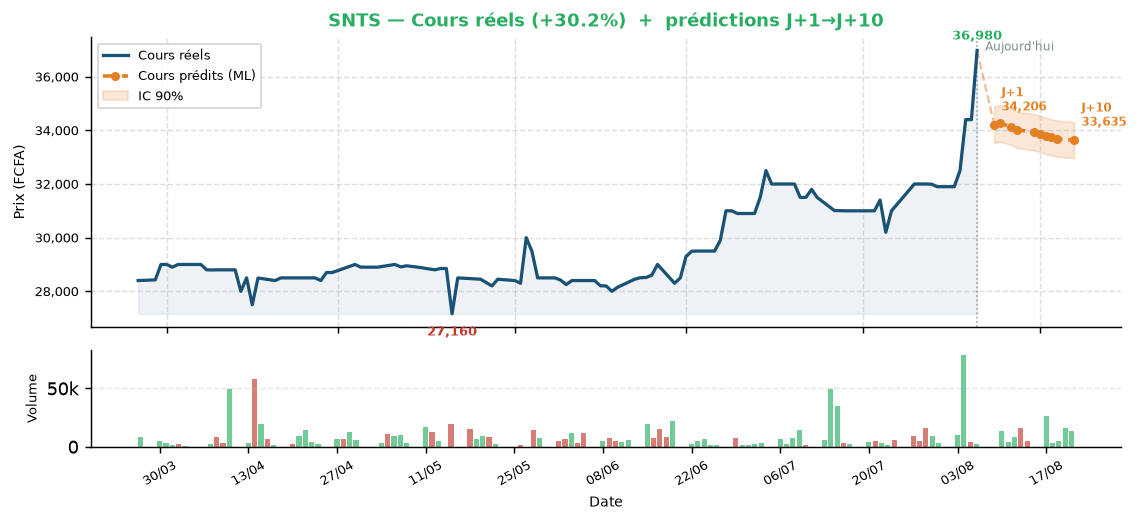 SNTS — Cours réels (+30.2%)  +  prédictions J+1→J+10
36,980
Aujourd'hui
Cours réels
Cours prédits (ML)
IC 90%
J+1
34,206
J+10
33,635
36,000
34,000
32,000
30,000
28,000
Prix (FCFA)
27,160
50k
0
Volume
30/03
13/04
27/04
11/05
25/05
08/06
22/06
06/07
20/07
03/08
17/08
Date